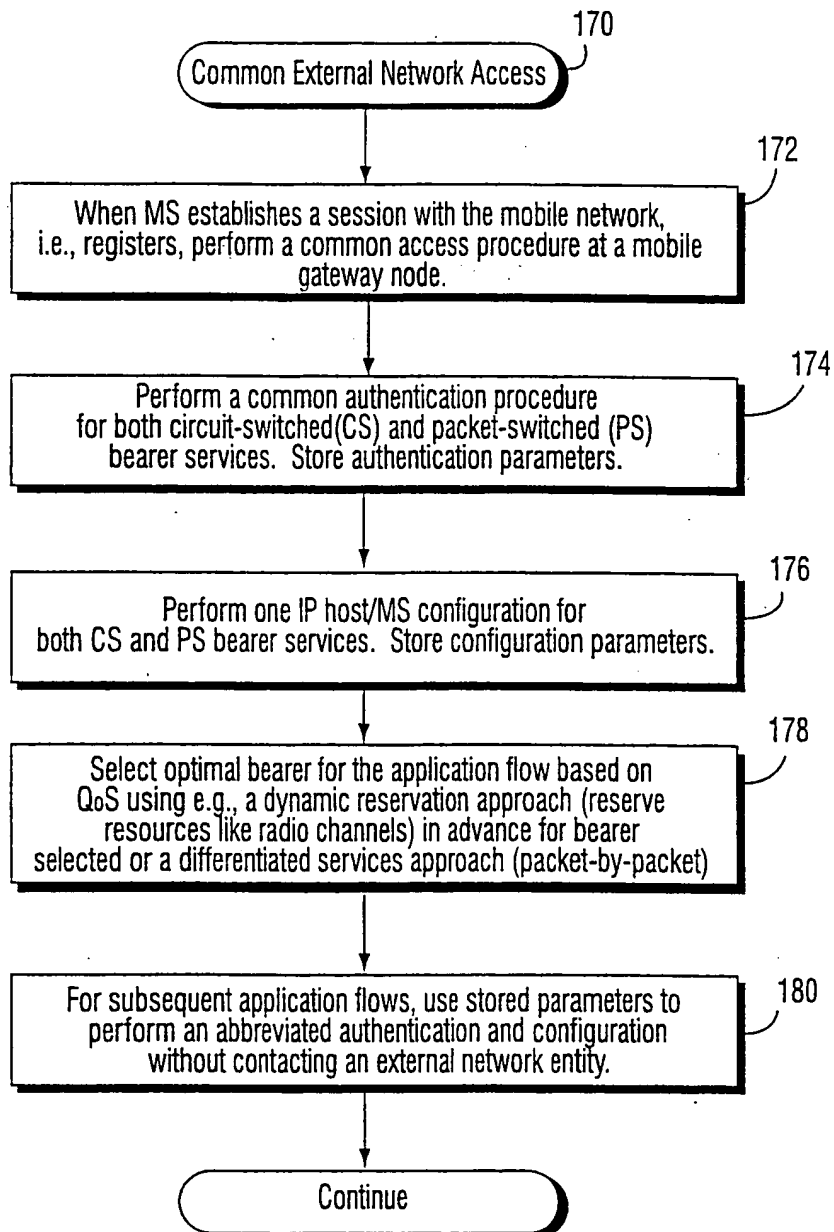 170
Common External Network Access
172
When MS establishes a session with the mobile network,
i.e., registers, perform a common access procedure at a mobile
gateway node.
174
Perform a common authentication procedure
for both circuit-switched(CS) and packet-switched (PS)
bearer services. Store authentication parameters.
176
Perform one IP host/MS configuration for
both CS and PS bearer services. Store configuration parameters.
178
Select optimal bearer for the application flow based on
QoS using e.g., a dynamic reservation approach (reserve
resources like radio channels) in advance for bearer
selected or a differentiated services approach (packet-by-packet)
180
For subsequent application flows, use stored parameters to
perform an abbreviated authentication and configuration
without contacting an external network entity.
Continue